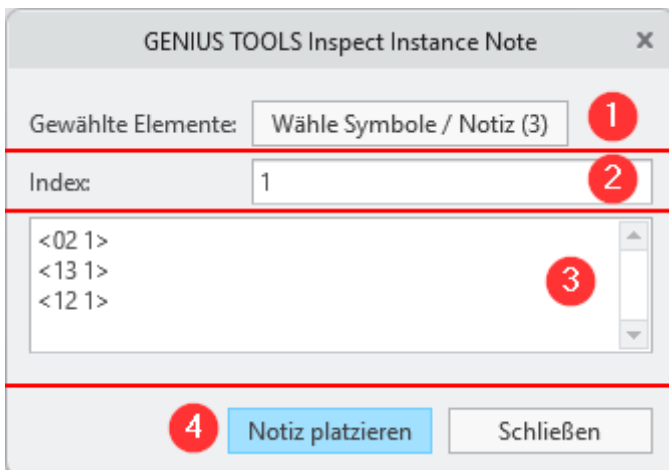 GENIUS TOOLS Inspect Instance Note ×
Gewählte Elemente: Wähle Symbole / Notiz (3) 1
Index: 1 2
<02 1>
<13 1>
<12 1>
3
4 Notiz platzieren Schließen